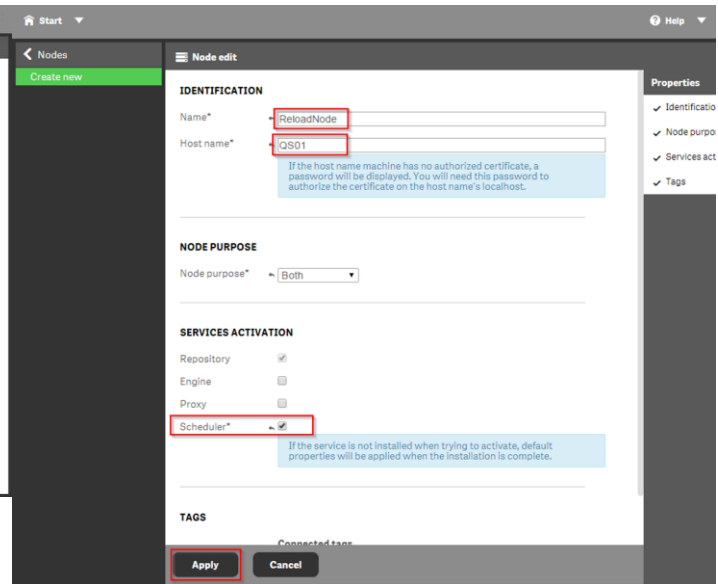 Start
Help
Nodes
Node edit
Create new
Properties
IDENTIFICATION
Name*
ReloadNode
Host name*
QS01
If the host name machine has no authorized certificate, a
password will be displayed. You will need this password to
authorize the certificate on the host name's localhost.
Identificatio
Node purpo
Services act
Tags
NODE PURPOSE
Node purpose*
Both
SERVICES ACTIVATION
Repository
Engine
Proxy
Scheduler*
If the service is not installed when trying to activate, default
properties will be applied when the installation is complete.
TAGS
Connected tags
Apply
Cancel